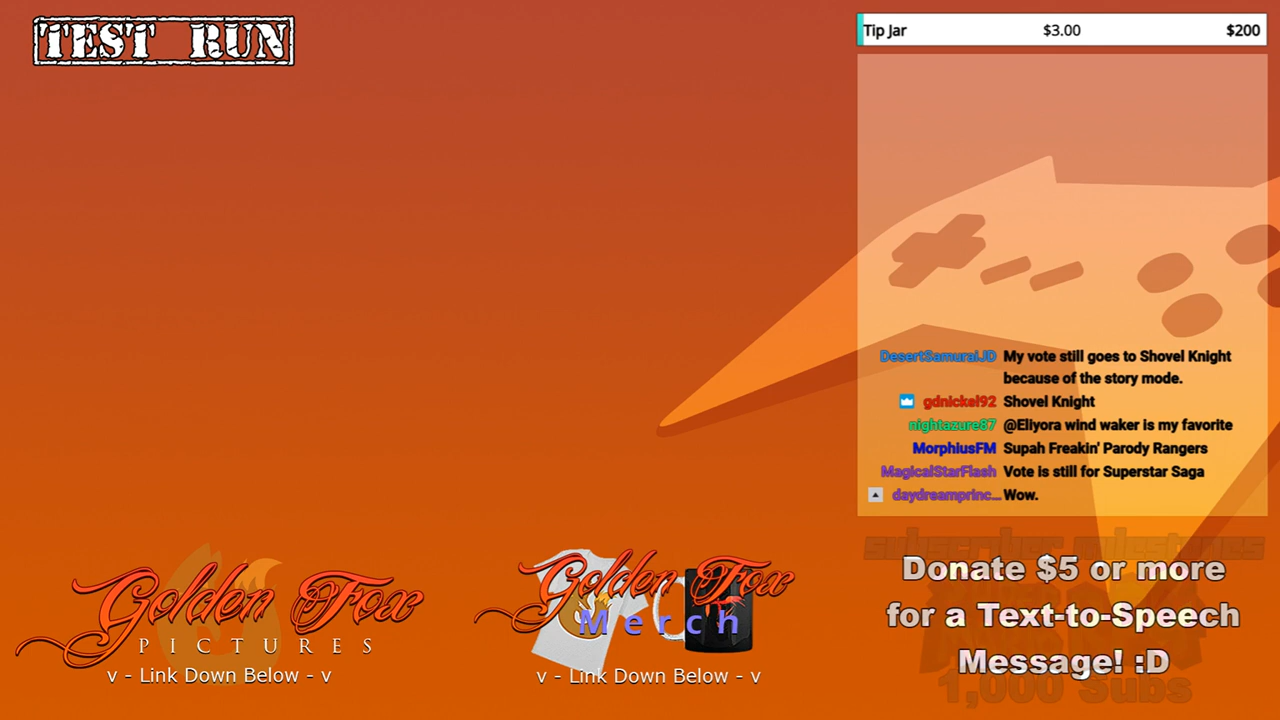 TEST RUN
Tip Jar $3.00 $200
DesertSamuraiJD My vote still goes to Shovel Knight
because of the story mode.
gdnickel92 Shovel Knight
nightazure87 @Eliyora wind waker is my favorite
MorphiusFM Supah Freakin' Parody Rangers
MagicalStarFlash Vote is still for Superstar Saga
daydreamprinc... Wow.
subscriber milestones
Donate $5 or more
for a Text-to-Speech
Message! :D
1,000 Subs
Golden Fox
PICTURES
v - Link Down Below - v
Golden Fox
Merch
v - Link Down Below - v